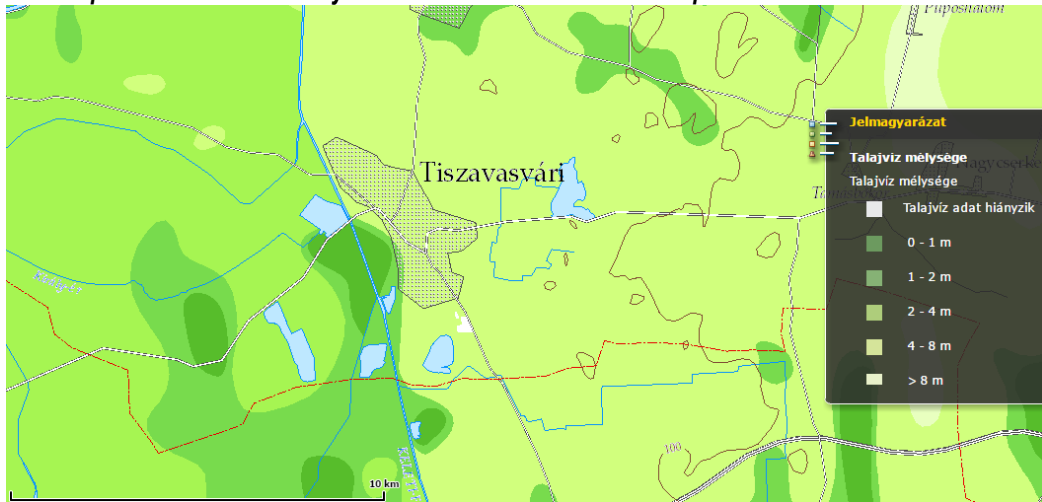 Püposhalom
Jelmagyarázat
Tiszavasvári
Talajvíz mélysége
Talajvíz mélysége
Talajvíz adat hiányzik
0 - 1 m
1 - 2 m
2 - 4 m
4 - 8 m
> 8 m
100
10 km